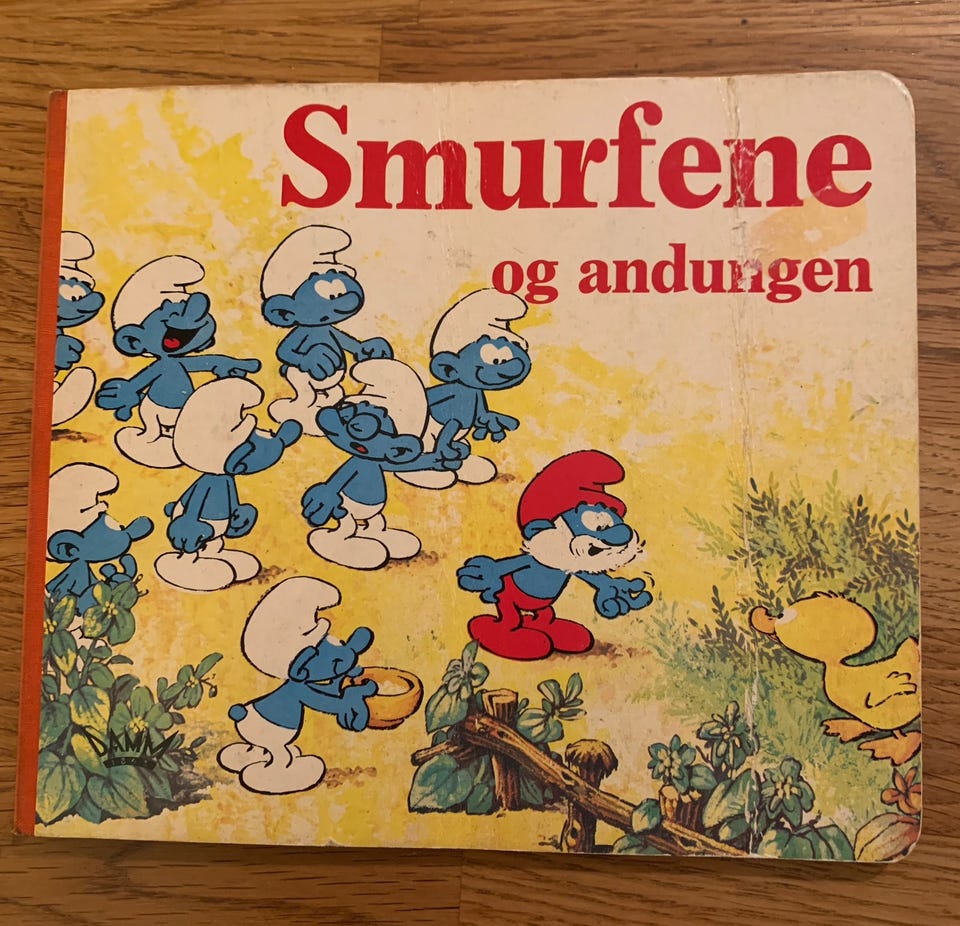 Smurfene
og andungen
DAMM